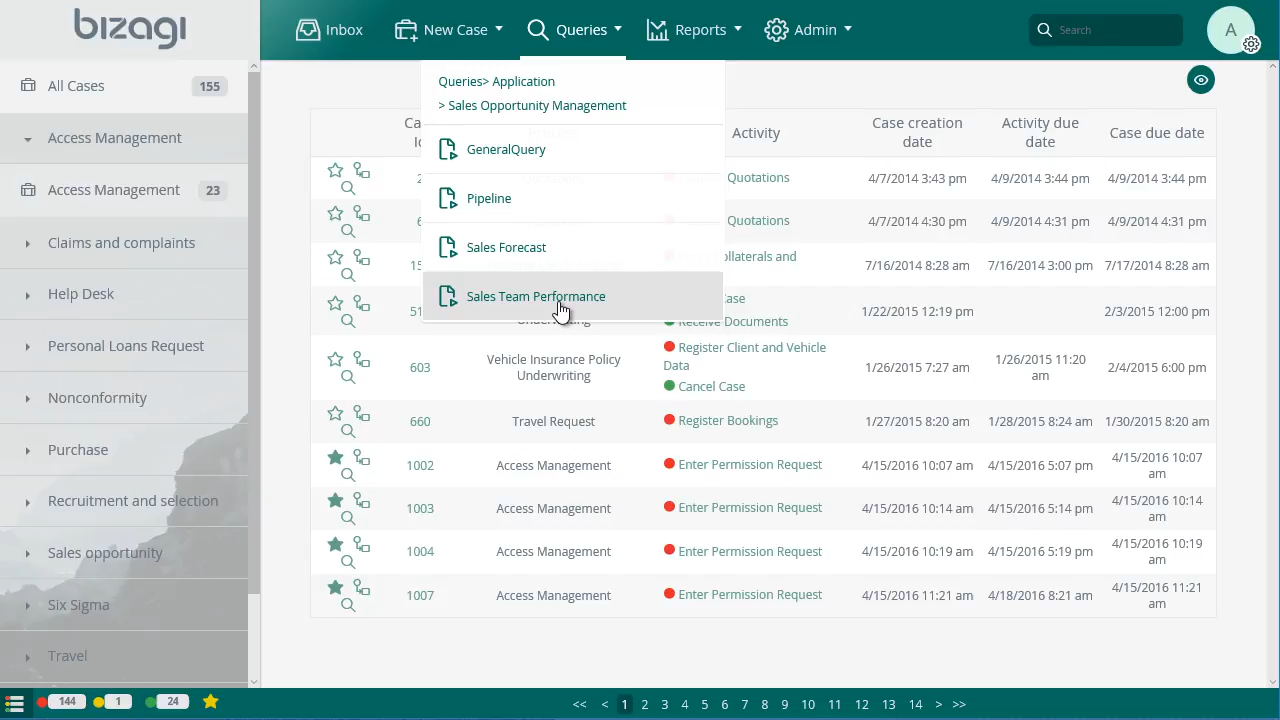 bizagi
Inbox
New Case
Queries
Reports
Admin
Search
A
All Cases 155
Access Management
Access Management 23
Claims and complaints
Help Desk
Personal Loans Request
Nonconformity
Purchase
Recruitment and selection
Sales opportunity
Six Sigma
Travel
Queries> Application
> Sales Opportunity Management
GeneralQuery
Pipeline
Sales Forecast
Sales Team Performance
Activity
Case creation
date
Activity due
date
Case due date
Quotations
4/7/2014 3:43 pm
4/9/2014 3:44 pm
4/9/2014 3:44 pm
Quotations
4/7/2014 4:30 pm
4/9/2014 4:31 pm
4/9/2014 4:31 pm
and
7/16/2014 8:28 am
7/16/2014 3:00 pm
7/17/2014 8:28 am
Receive Documents
1/22/2015 12:19 pm
2/3/2015 12:00 pm
603
Vehicle Insurance Policy
Underwriting
Register Client and Vehicle
Data
Cancel Case
1/26/2015 7:27 am
1/26/2015 11:20
am
2/4/2015 6:00 pm
660
Travel Request
Register Bookings
1/27/2015 8:20 am
1/28/2015 8:24 am
1/30/2015 8:20 am
1002
Access Management
Enter Permission Request
4/15/2016 10:07 am
4/15/2016 5:07 pm
4/15/2016 10:07
am
1003
Access Management
Enter Permission Request
4/15/2016 10:14 am
4/15/2016 5:14 pm
4/15/2016 10:14
am
1004
Access Management
Enter Permission Request
4/15/2016 10:19 am
4/15/2016 5:19 pm
4/15/2016 10:19
am
1007
Access Management
Enter Permission Request
4/15/2016 11:21 am
4/18/2016 8:21 am
4/15/2016 11:21
am
144 1 24
<< < 1 2 3 4 5 6 7 8 9 10 11 12 13 14 > >>